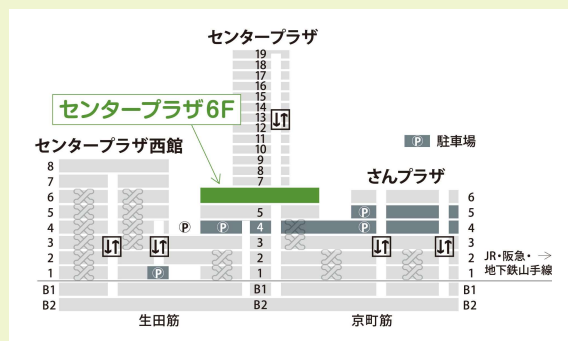 センタープラザ
19
18
17
16
15
14
13
12
11
10
9
8
7
センタープラザ6F
センタープラザ西館
8
7
6
5
4
3
2
1
B1
B2
Ⓟ 駐車場
さんプラザ
6
5
4
3
2
1
B1
B2
5
4
3
2
1
B1
B2
Ⓟ
Ⓟ
Ⓟ
Ⓟ
Ⓟ
JR・阪急・→
地下鉄山手線
生田筋
京町筋